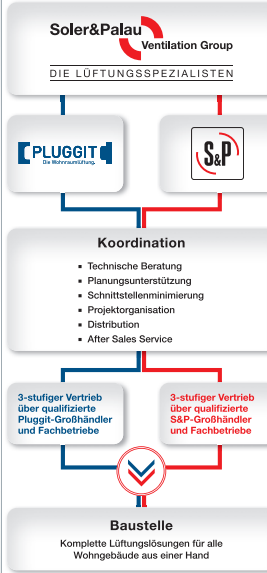 Soler&Palau
Ventilation Group
DIE LÜFTUNGSSPEZIALISTEN
PLUGGIT
Die Wohnraumlüftung.
S&P
Koordination
▪ Technische Beratung
▪ Planungsunterstützung
▪ Schnittstellenminimierung
▪ Projektorganisation
▪ Distribution
▪ After Sales Service
3-stufiger Vertrieb
über qualifizierte
Pluggit-Großhändler
und Fachbetriebe
3-stufiger Vertrieb
über qualifizierte
S&P-Großhändler
und Fachbetriebe
Baustelle
Komplette Lüftungslösungen für alle
Wohngebäude aus einer Hand